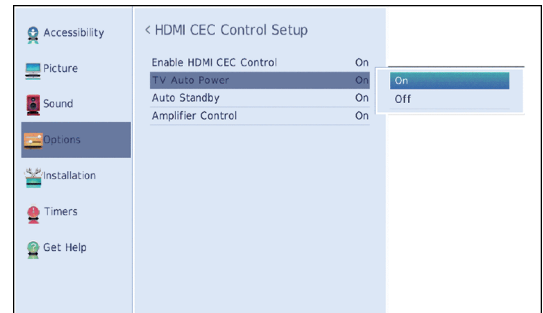 Accessibility
Picture
Sound
Options
Installation
Timers
Get Help
< HDMI CEC Control Setup
Enable HDMI CEC Control On
TV Auto Power On
Auto Standby On
Amplifier Control On
On
Off